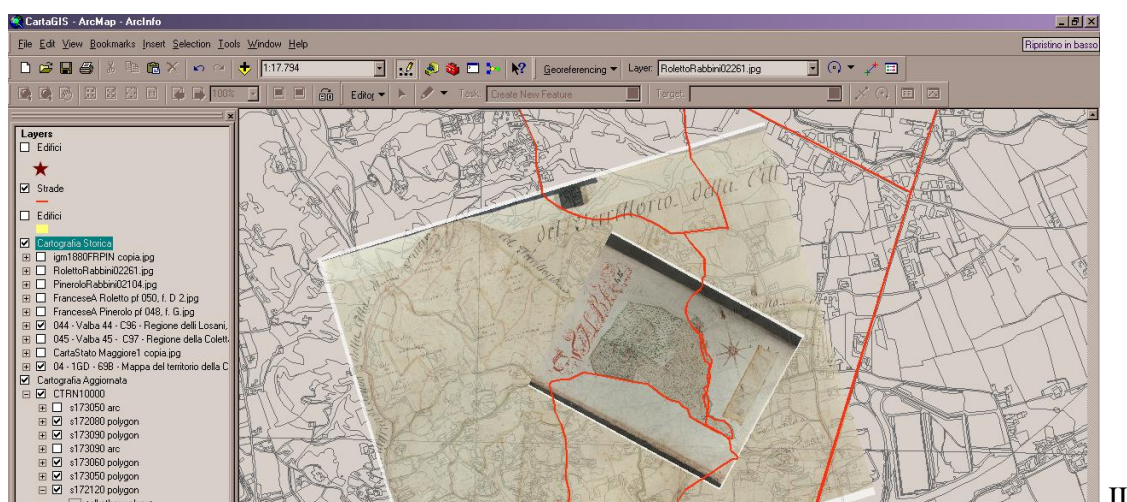 CartaGIS - ArcMap - ArcInfo
File Edit View Bookmarks Insert Selection Tools Window Help
Ripristino in basso
1:17.794
Georeferencing
Layer: RolettoRabbini02261.jpg
100%
Editor
Task: Create New Feature
Target:
Layers
Edifici
Strade
Edifici
Cartografia Storica
igm1880FRPIN copia.jpg
RolettoRabbini02261.jpg
PineroloRabbini02104.jpg
FranceseA Roletto pf 050, f. D 2.jpg
FranceseA Pinerolo pf 048, f. G.jpg
044 - Valba 44 - C96 - Regione delli Losani,
045 - Valba 45 - C97 - Regione della Colett
CartaStato Maggiore1 copia.jpg
04 - 1GD - 69B - Mappa del territorio della C
Cartografia Aggiornata
CTRN10000
s173050 arc
s172080 polygon
s173090 polygon
s173090 arc
s173060 polygon
s173050 polygon
s172120 polygon
del Territorio della Citt
II